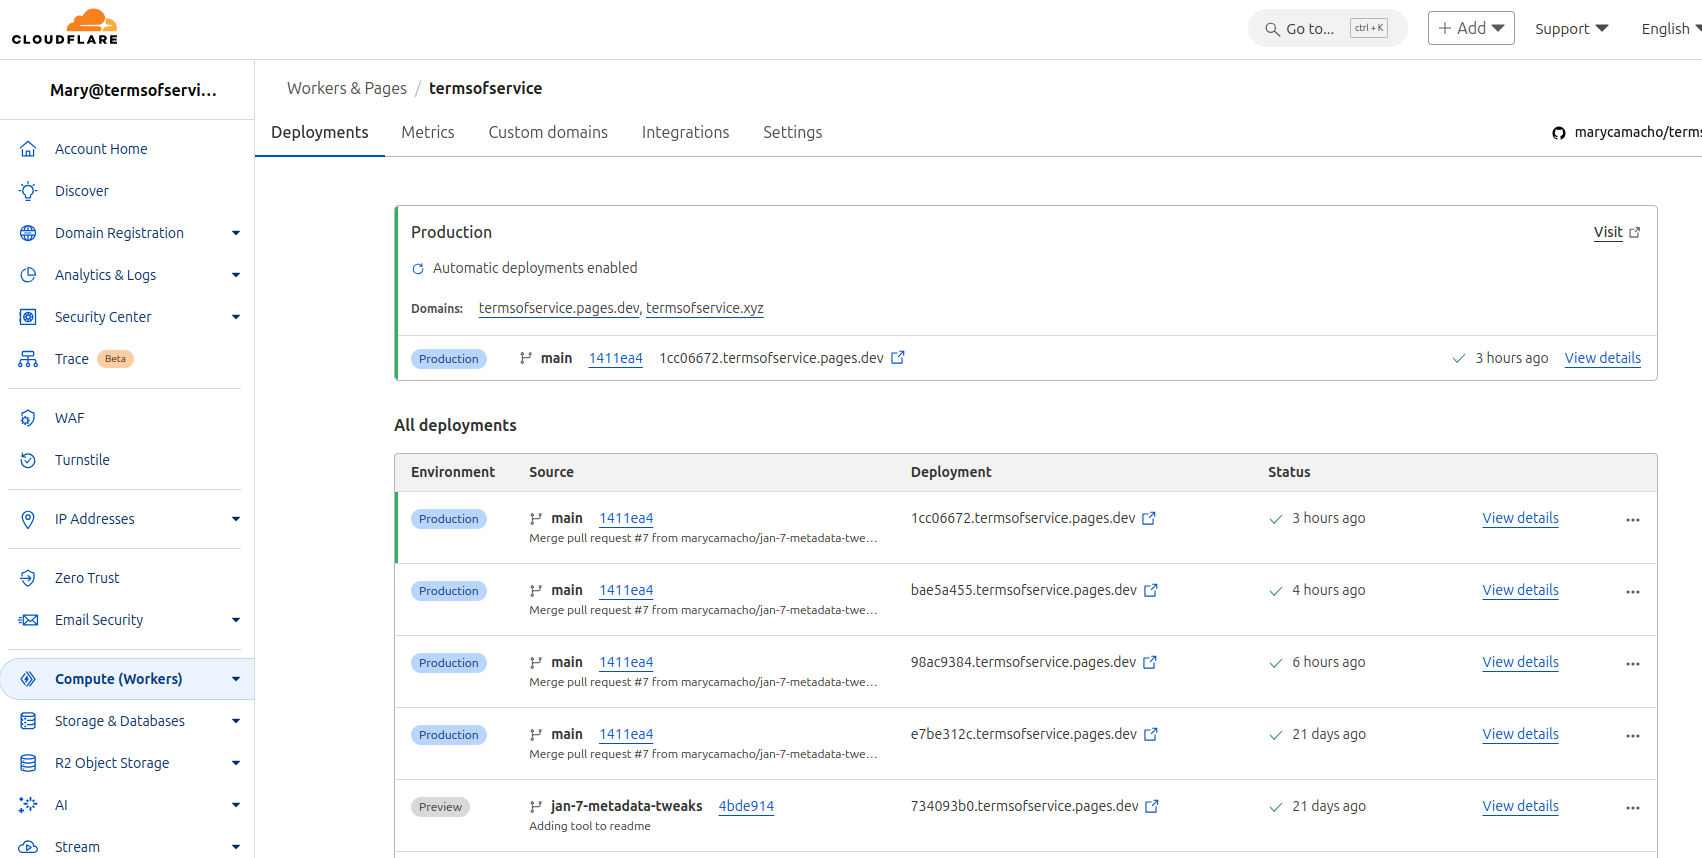 CLOUDFLARE
Go to... ctrl + K
+ Add
Support
English
Mary@termsofservi...
Account Home
Discover
Domain Registration
Analytics & Logs
Security Center
Trace Beta
WAF
Turnstile
IP Addresses
Zero Trust
Email Security
Compute (Workers)
Storage & Databases
R2 Object Storage
AI
Stream
Workers & Pages / termsofservice
Deployments Metrics Custom domains Integrations Settings
marycamacho/terms
Production Visit
Automatic deployments enabled
Domains: termsofservice.pages.dev, termsofservice.xyz
Production main 1411ea4 1cc06672.termsofservice.pages.dev 3 hours ago View details
All deployments
Environment Source Deployment Status
Production main 1411ea4 1cc06672.termsofservice.pages.dev 3 hours ago View details ...
Merge pull request #7 from marycamacho/jan-7-metadata-twe...
Production main 1411ea4 bae5a455.termsofservice.pages.dev 4 hours ago View details ...
Merge pull request #7 from marycamacho/jan-7-metadata-twe...
Production main 1411ea4 98ac9384.termsofservice.pages.dev 6 hours ago View details ...
Merge pull request #7 from marycamacho/jan-7-metadata-twe...
Production main 1411ea4 e7be312c.termsofservice.pages.dev 21 days ago View details ...
Merge pull request #7 from marycamacho/jan-7-metadata-twe...
Preview jan-7-metadata-tweaks 4bde914 734093b0.termsofservice.pages.dev 21 days ago View details ...
Adding tool to readme